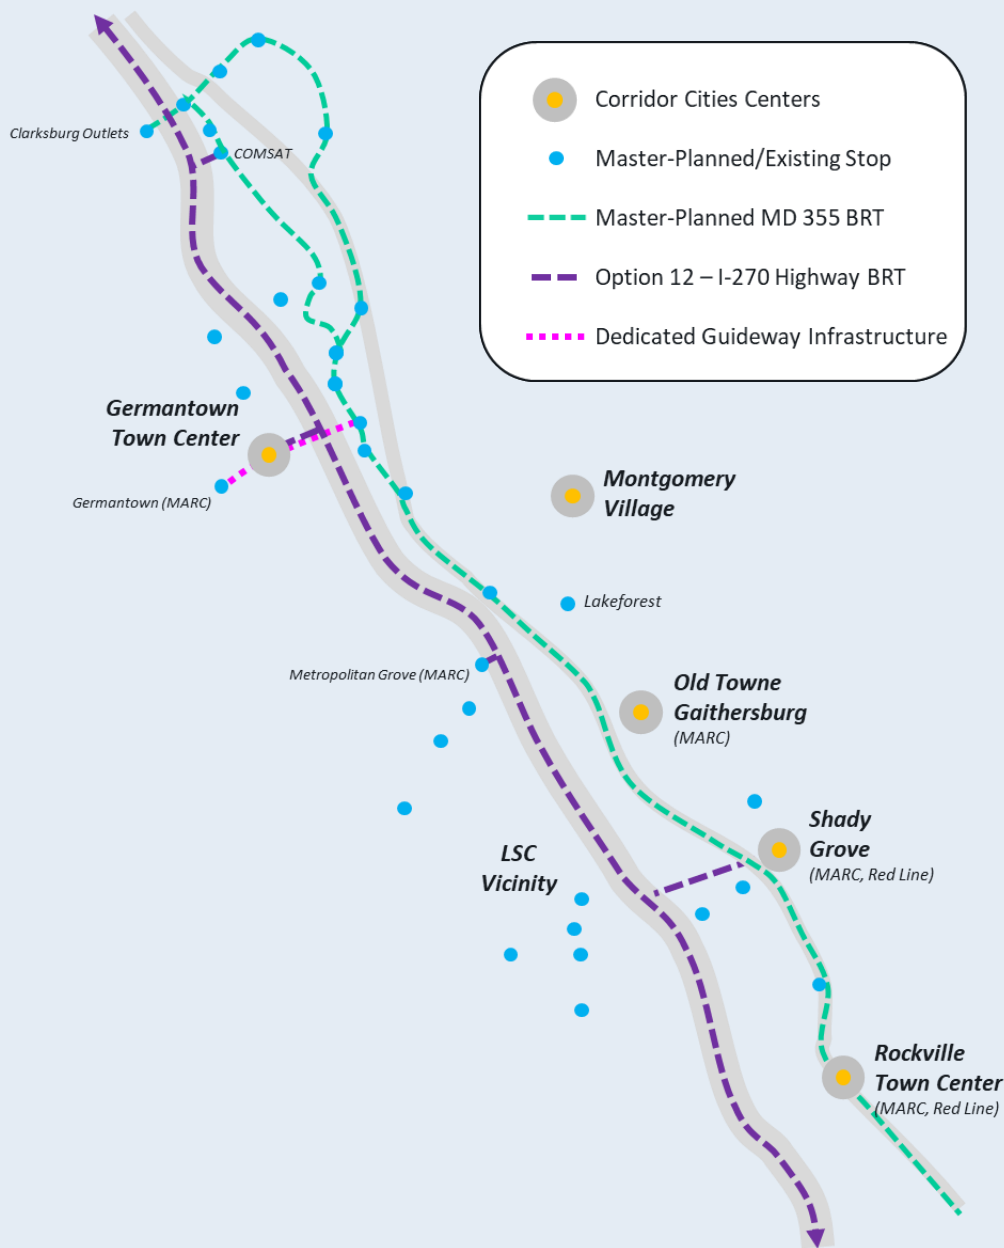 Corridor Cities Centers
Master-Planned/Existing Stop
Master-Planned MD 355 BRT
Option 12 – I-270 Highway BRT
Dedicated Guideway Infrastructure
Clarksburg Outlets
COMSAT
Germantown
Town Center
Germantown (MARC)
Montgomery
Village
Lakeforest
Metropolitan Grove (MARC)
Old Towne
Gaithersburg
(MARC)
Shady
Grove
(MARC, Red Line)
LSC
Vicinity
Rockville
Town Center
(MARC, Red Line)